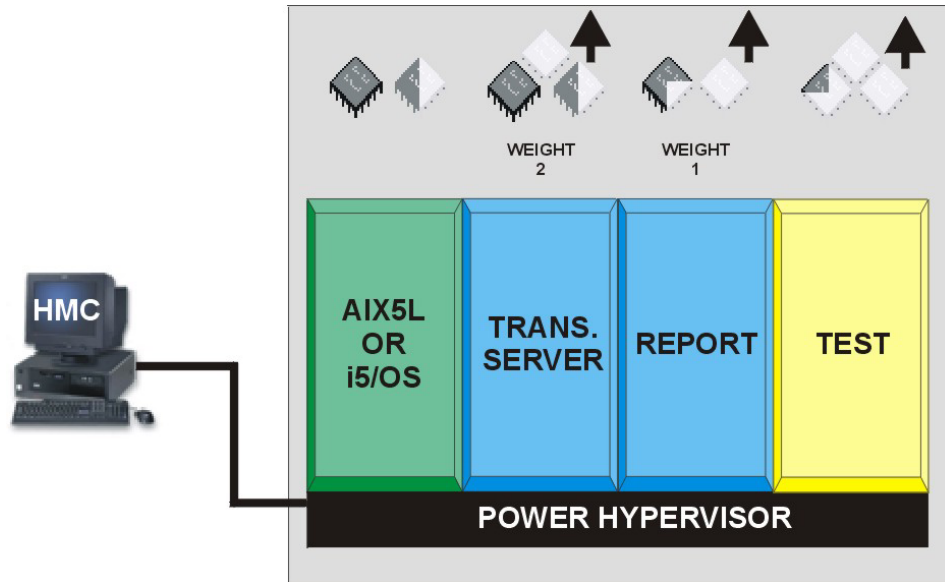 WEIGHT
2
WEIGHT
1
HMC
AIX5L
OR
i5/OS
TRANS.
SERVER
REPORT
TEST
POWER HYPERVISOR